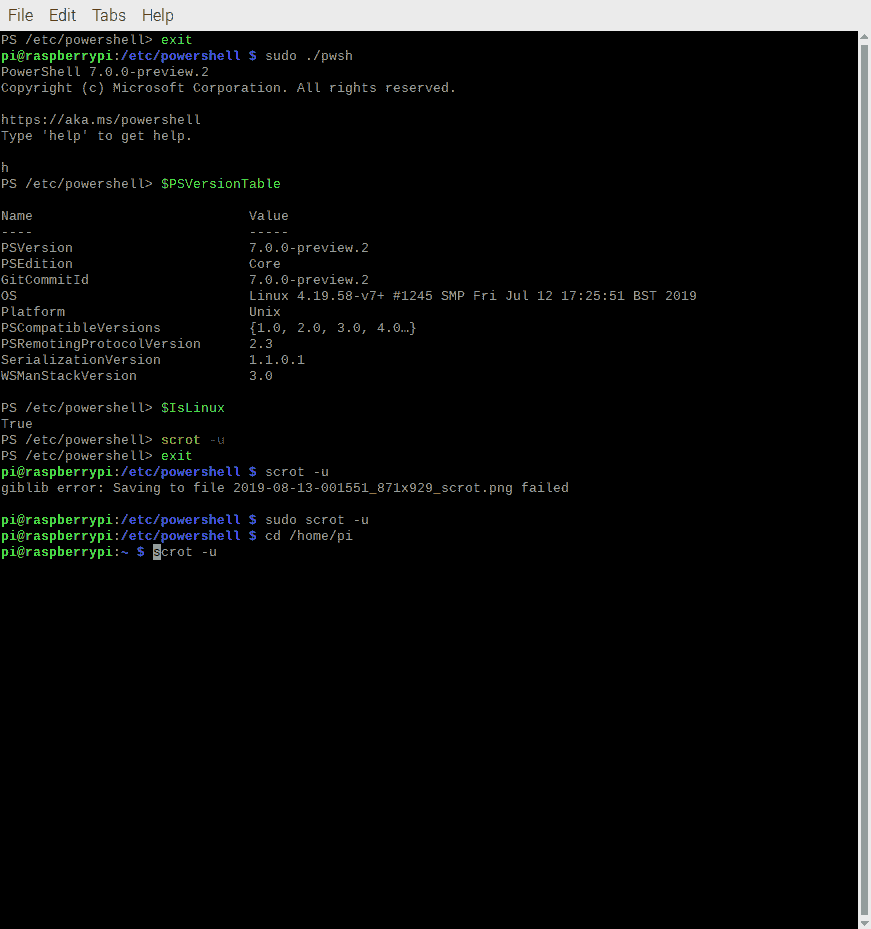 File Edit Tabs Help
PS /etc/powershell> exit
pi@raspberrypi:/etc/powershell $ sudo ./pwsh
PowerShell 7.0.0-preview.2
Copyright (c) Microsoft Corporation. All rights reserved.
https://aka.ms/powershell
Type 'help' to get help.
h
PS /etc/powershell> $PSVersionTable
Name                           Value
----                           -----
PSVersion                      7.0.0-preview.2
PSEdition                      Core
GitCommitId                    7.0.0-preview.2
OS                             Linux 4.19.58-v7+ #1245 SMP Fri Jul 12 17:25:51 BST 2019
Platform                       Unix
PSCompatibleVersions           {1.0, 2.0, 3.0, 4.0…}
PSRemotingProtocolVersion      2.3
SerializationVersion           1.1.0.1
WSManStackVersion              3.0
PS /etc/powershell> $IsLinux
True
PS /etc/powershell> scrot -u
PS /etc/powershell> exit
pi@raspberrypi:/etc/powershell $ scrot -u
giblib error: Saving to file 2019-08-13-001551_871x929_scrot.png failed
pi@raspberrypi:/etc/powershell $ sudo scrot -u
pi@raspberrypi:/etc/powershell $ cd /home/pi
pi@raspberrypi:~ $ scrot -u